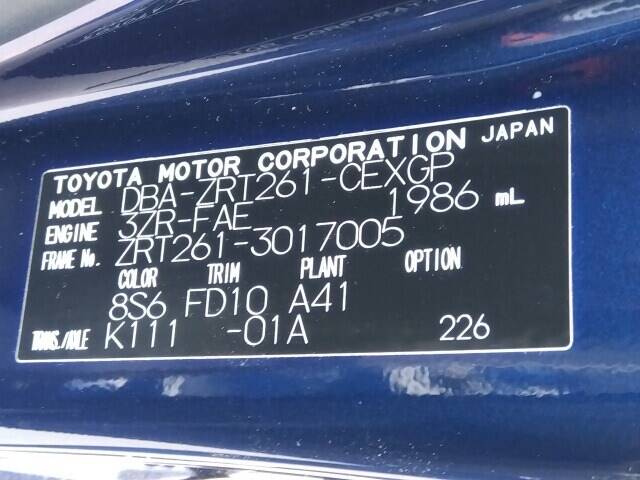 TOYOTA MOTOR CORPORATION JAPAN
MODEL DBA-ZRT261-CEXGP
ENGINE 3ZR-FAE 1986 mL
FRAME No. ZRT261-3017005
COLOR TRIM PLANT OPTION
8S6 FD10 A41
TRANS./AXLE K111 -01A 226